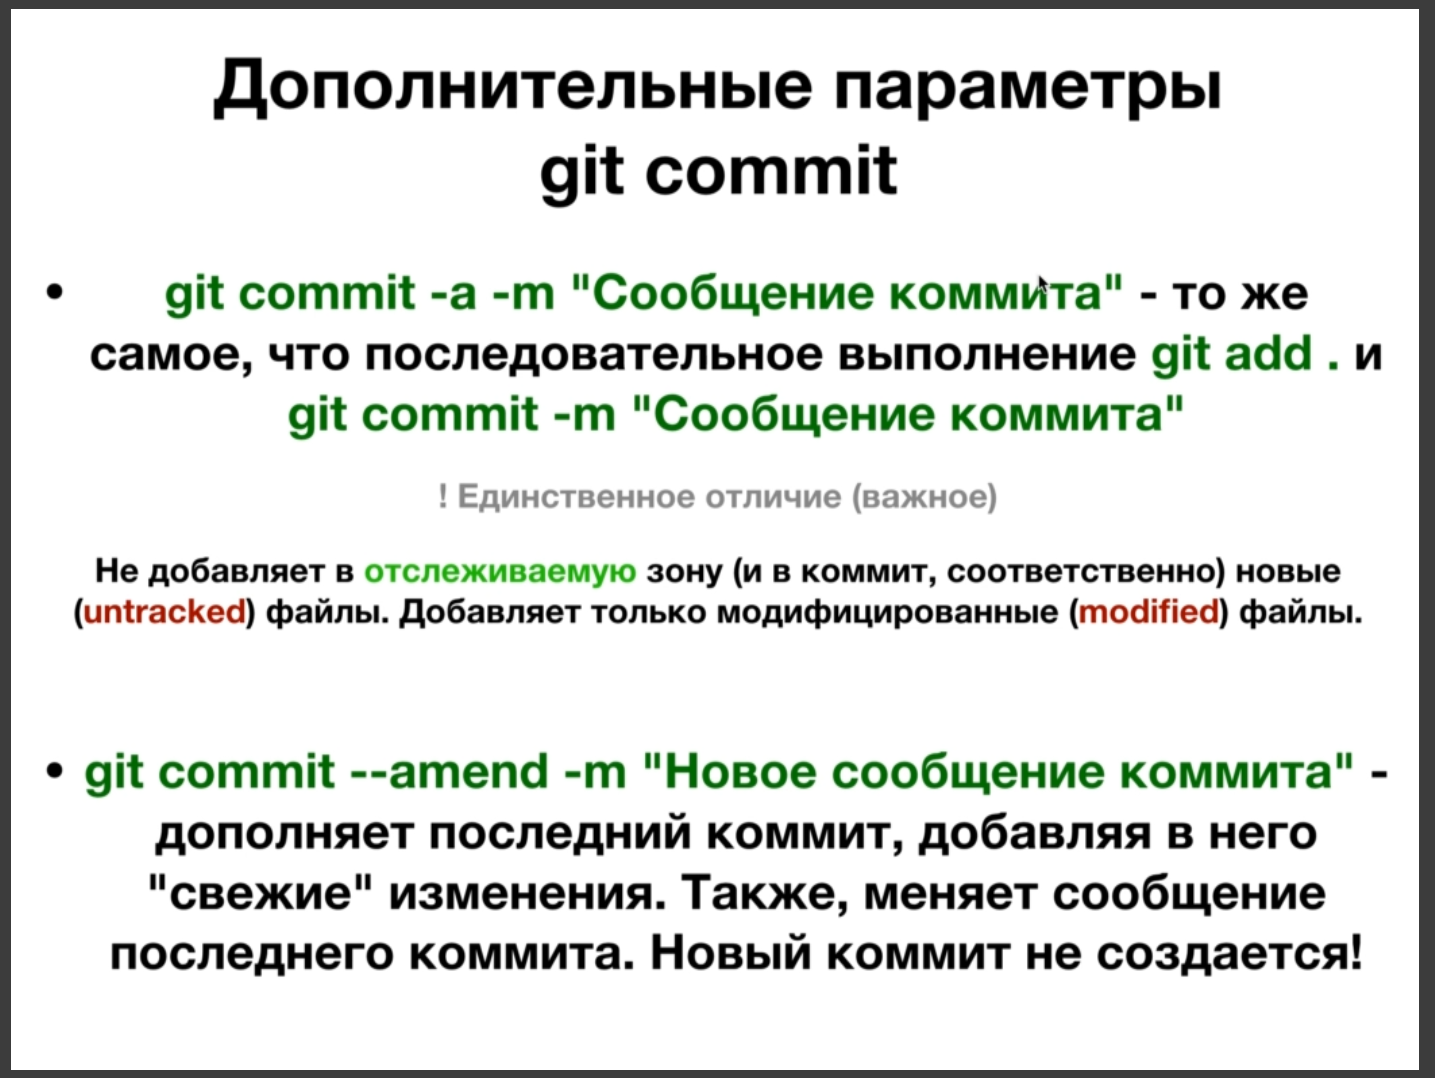 Дополнительные параметры
git commit
• git commit -a -m "Сообщение коммита" - то же
самое, что последовательное выполнение git add . и
git commit -m "Сообщение коммита"
! Единственное отличие (важное)
Не добавляет в отслеживаемую зону (и в коммит, соответственно) новые
(untracked) файлы. Добавляет только модифицированные (modified) файлы.
• git commit --amend -m "Новое сообщение коммита" -
дополняет последний коммит, добавляя в него
"свежие" изменения. Также, меняет сообщение
последнего коммита. Новый коммит не создается!